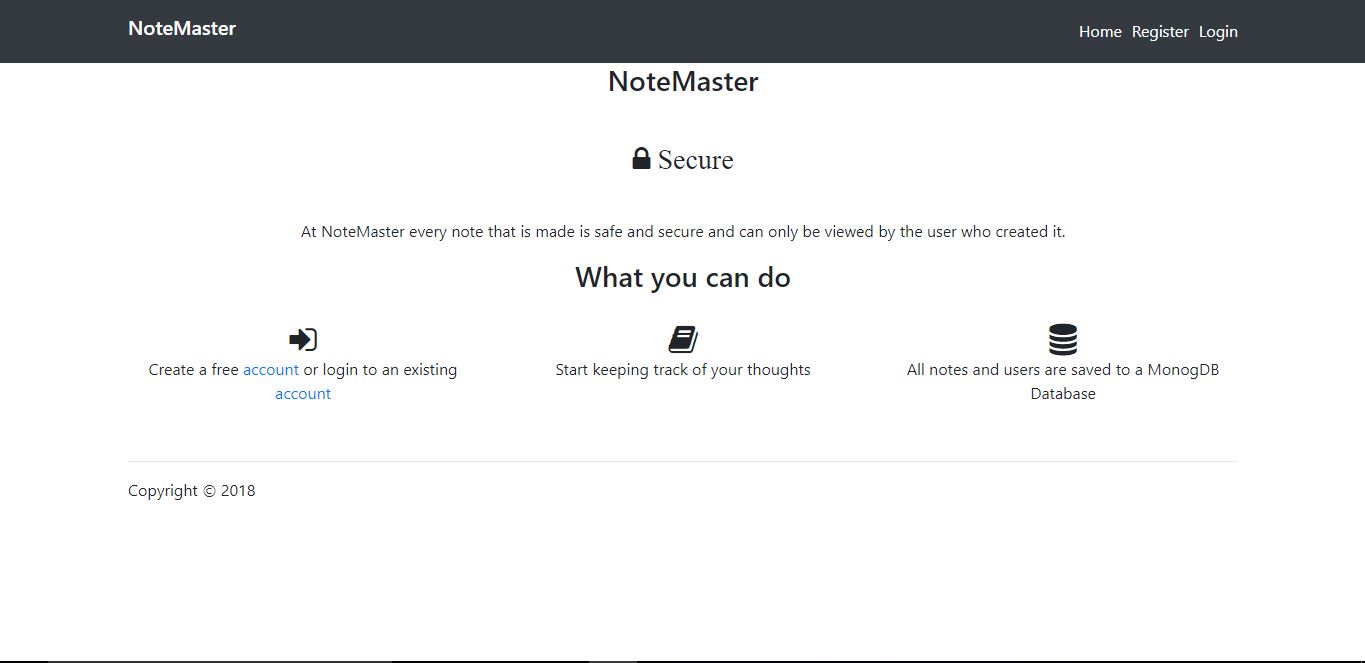 NoteMaster
Home Register Login
NoteMaster
Secure
At NoteMaster every note that is made is safe and secure and can only be viewed by the user who created it.
What you can do
Create a free account or login to an existing
account
Start keeping track of your thoughts
All notes and users are saved to a MonogDB
Database
Copyright © 2018